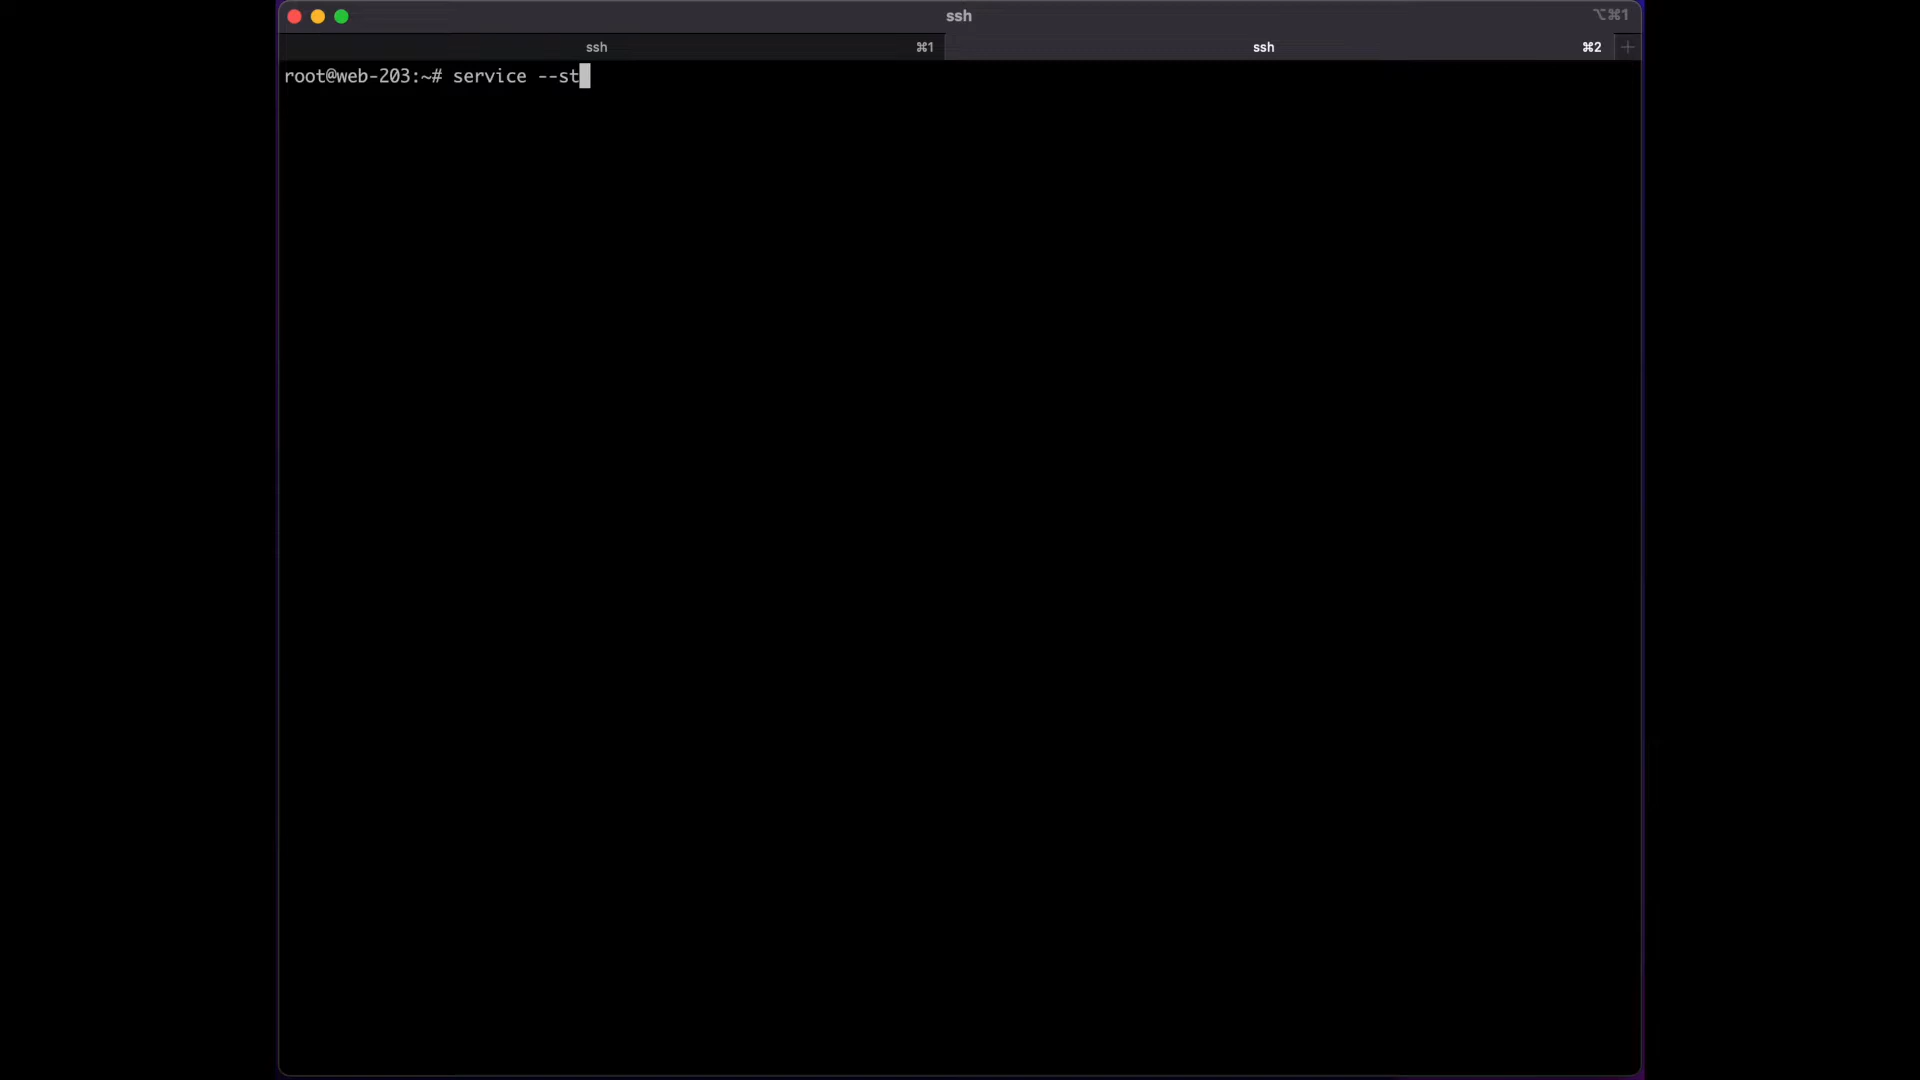 ssh ⌥⌘1
ssh ⌘1 ssh ⌘2 +
root@web-203:~# service --st